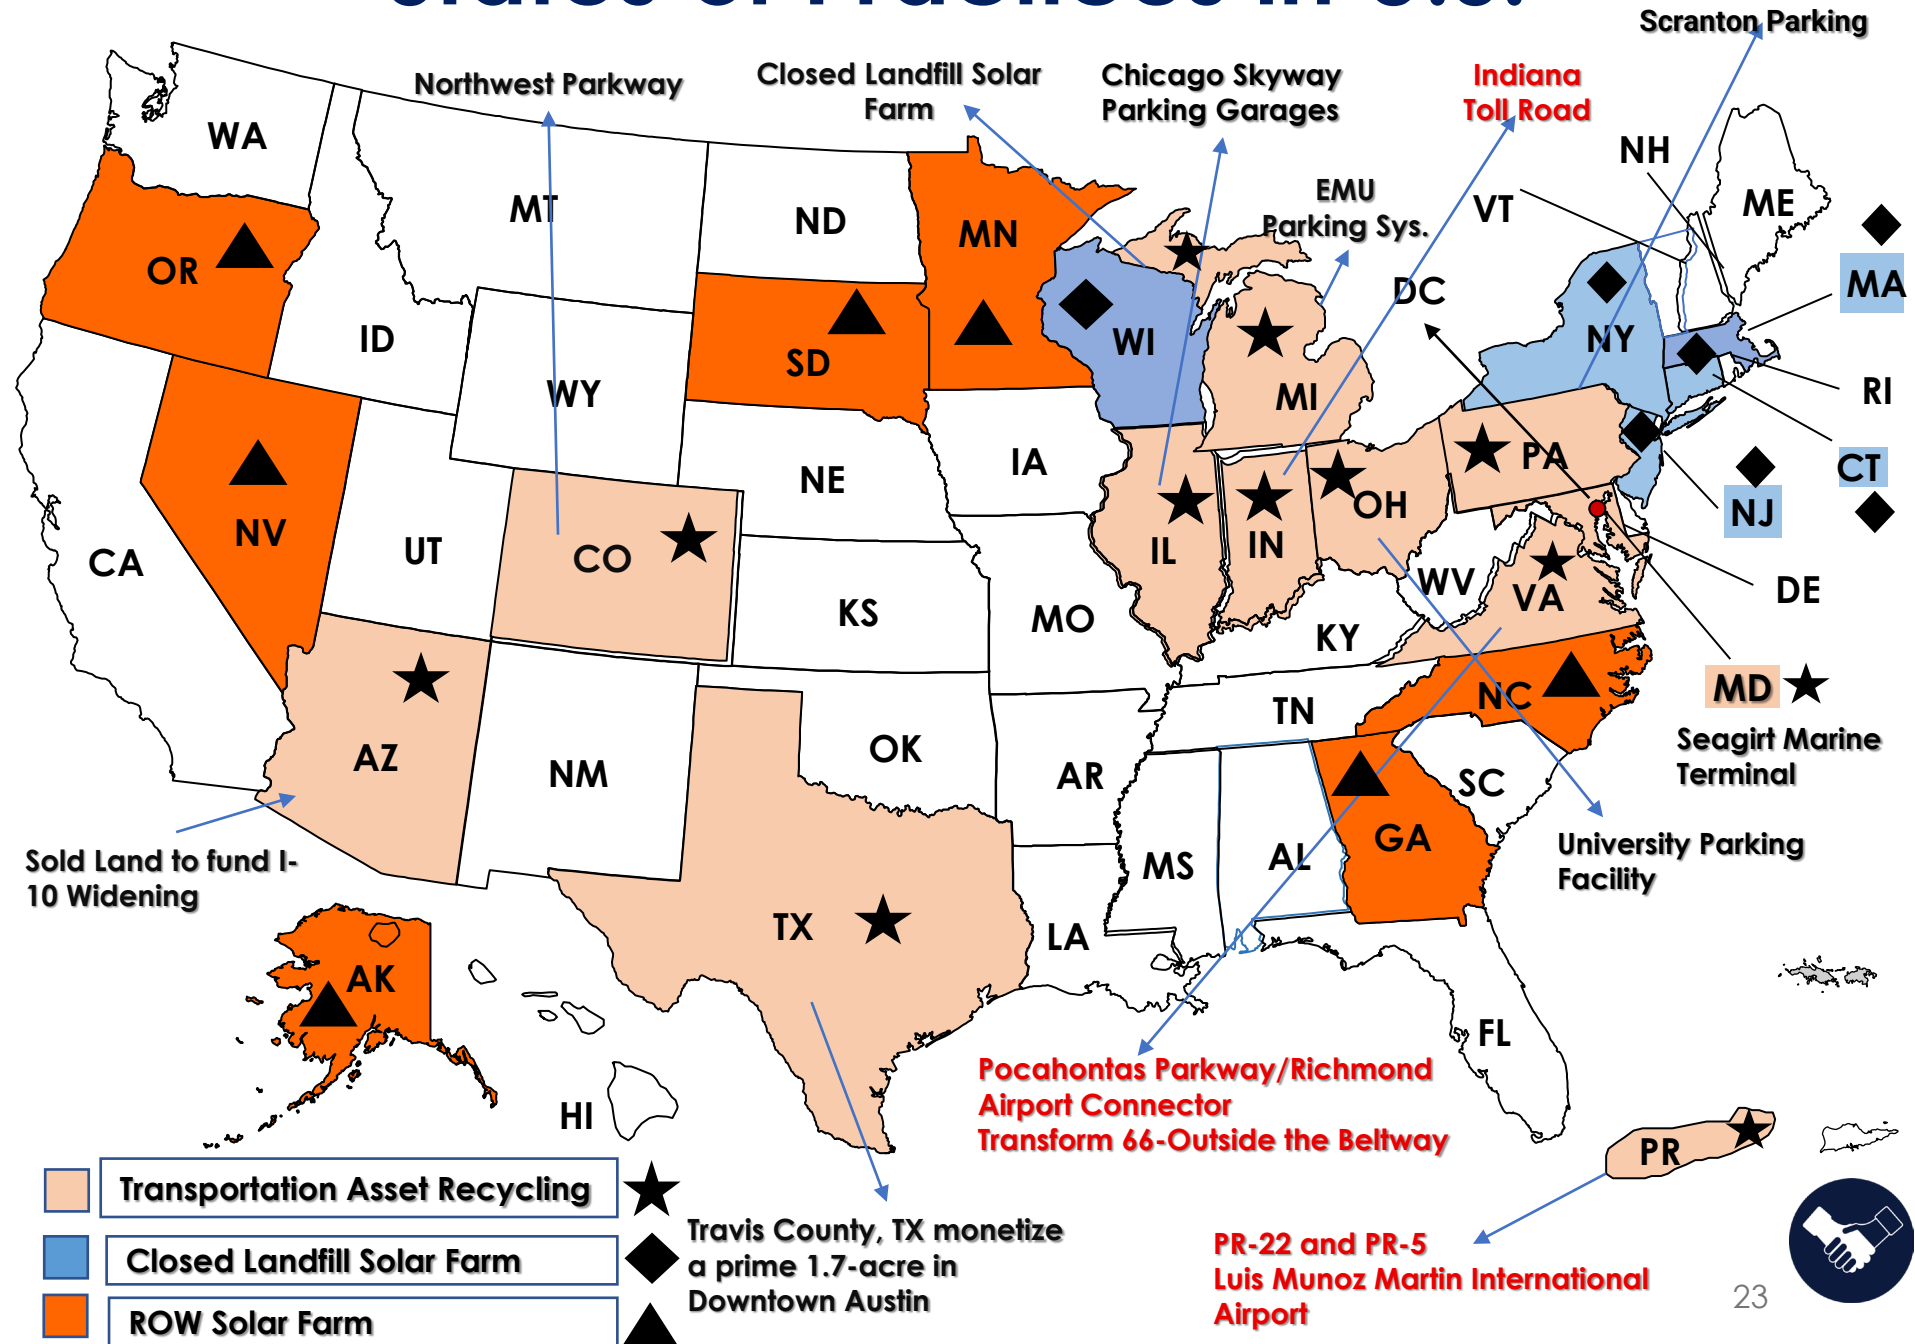 States of Practices in U.S.
Scranton Parking
Northwest Parkway
Closed Landfill Solar
Farm
Chicago Skyway
Parking Garages
Indiana
Toll Road
EMU
Parking Sys.
WA
MT
ND
MN
OR
ID
WY
SD
WI
MI
NH
VT
ME
DC
NY
MA
RI
CT
NJ
DE
CA
NV
UT
CO
NE
IA
KS
MO
IL
IN
OH
PA
WV
VA
KY
MD
Seagirt Marine
Terminal
AZ
NM
OK
AR
TN
NC
SC
MS
AL
GA
University Parking
Facility
Sold Land to fund I-
10 Widening
TX
LA
FL
AK
HI
Pocahontas Parkway/Richmond
Airport Connector
Transform 66-Outside the Beltway
PR
Transportation Asset Recycling
Closed Landfill Solar Farm
ROW Solar Farm
Travis County, TX monetize
a prime 1.7-acre in
Downtown Austin
PR-22 and PR-5
Luis Munoz Martin International
Airport
23